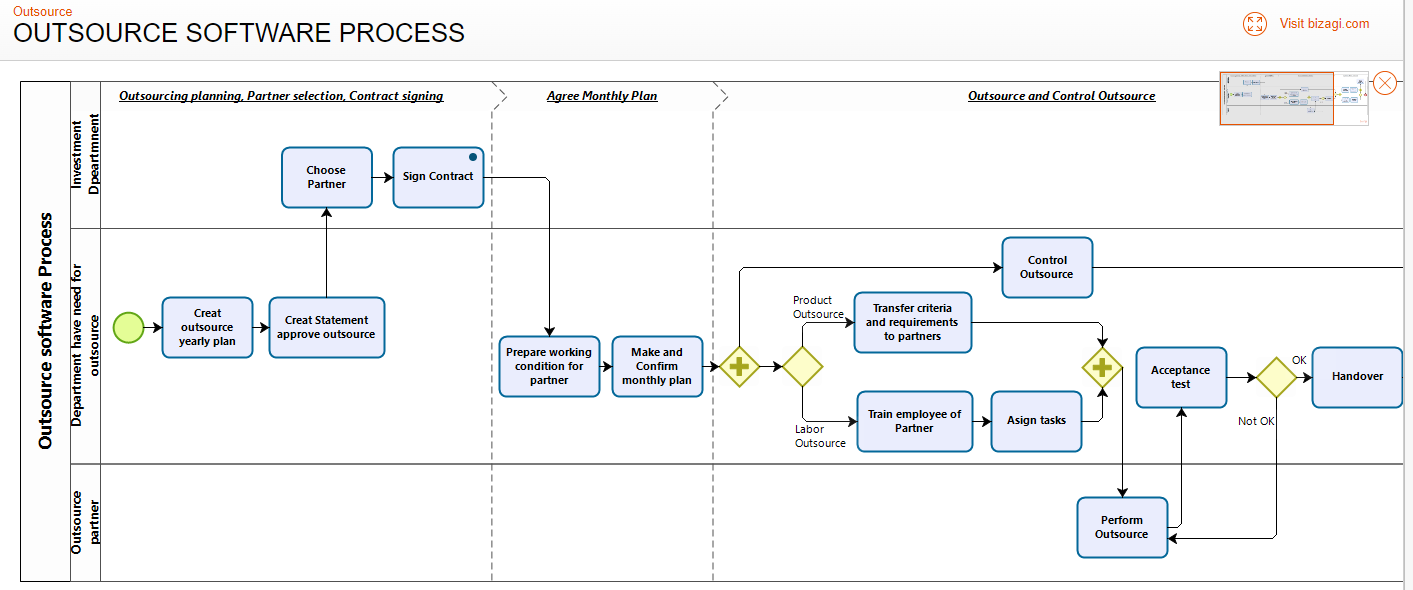 Outsource
OUTSOURCE SOFTWARE PROCESS
Visit bizagi.com
Outsource software Process
Investment
Dpeartmnent
Department have need for
outsource
Outsource
partner
Outsourcing planning, Partner selection, Contract signing
Agree Monthly Plan
Outsource and Control Outsource
Choose
Partner
Sign Contract
Creat
outsource
yearly plan
Creat Statement
approve outsource
Prepare working
condition for
partner
Make and
Confirm
monthly plan
Control
Outsource
Product
Outsource
Transfer criteria
and requirements
to partners
Labor
Outsource
Train employee of
Partner
Asign tasks
Acceptance
test
OK
Not OK
Handover
Perform
Outsource